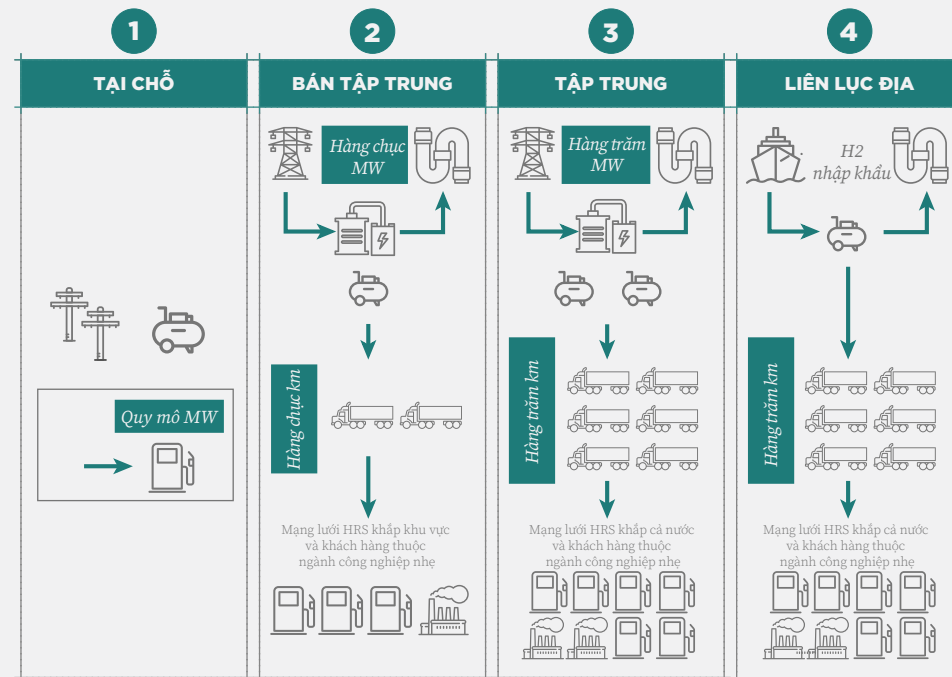 1
2
3
4
TẠI CHỖ
BÁN TẬP TRUNG
TẬP TRUNG
LIÊN LỤC ĐỊA
Quy mô MW
Hàng chục
MW
Hàng chục km
Mạng lưới HRS khắp khu vực
và khách hàng thuộc
ngành công nghiệp nhẹ
Hàng trăm
MW
Hàng trăm km
Mạng lưới HRS khắp cả nước
và khách hàng thuộc
ngành công nghiệp nhẹ
H2
nhập khẩu
Hàng trăm km
Mạng lưới HRS khắp cả nước
và khách hàng thuộc
ngành công nghiệp nhẹ